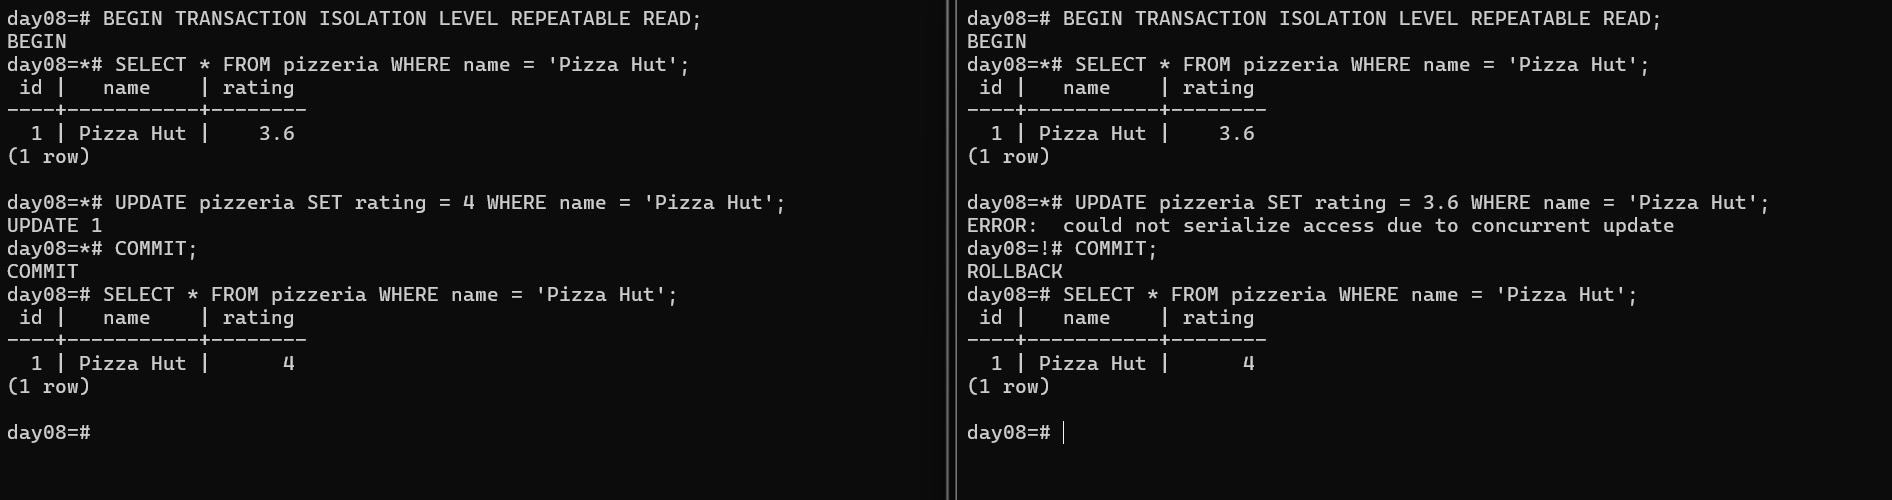 day08=# BEGIN TRANSACTION ISOLATION LEVEL REPEATABLE READ;
BEGIN
day08=*# SELECT * FROM pizzeria WHERE name = 'Pizza Hut';
 id |   name    | rating
----+-----------+--------
  1 | Pizza Hut |    3.6
(1 row)

day08=*# UPDATE pizzeria SET rating = 4 WHERE name = 'Pizza Hut';
UPDATE 1
day08=*# COMMIT;
COMMIT
day08=# SELECT * FROM pizzeria WHERE name = 'Pizza Hut';
 id |   name    | rating
----+-----------+--------
  1 | Pizza Hut |      4
(1 row)

day08=#
day08=# BEGIN TRANSACTION ISOLATION LEVEL REPEATABLE READ;
BEGIN
day08=*# SELECT * FROM pizzeria WHERE name = 'Pizza Hut';
 id |   name    | rating
----+-----------+--------
  1 | Pizza Hut |    3.6
(1 row)

day08=*# UPDATE pizzeria SET rating = 3.6 WHERE name = 'Pizza Hut';
ERROR:  could not serialize access due to concurrent update
day08=!# COMMIT;
ROLLBACK
day08=# SELECT * FROM pizzeria WHERE name = 'Pizza Hut';
 id |   name    | rating
----+-----------+--------
  1 | Pizza Hut |      4
(1 row)

day08=#